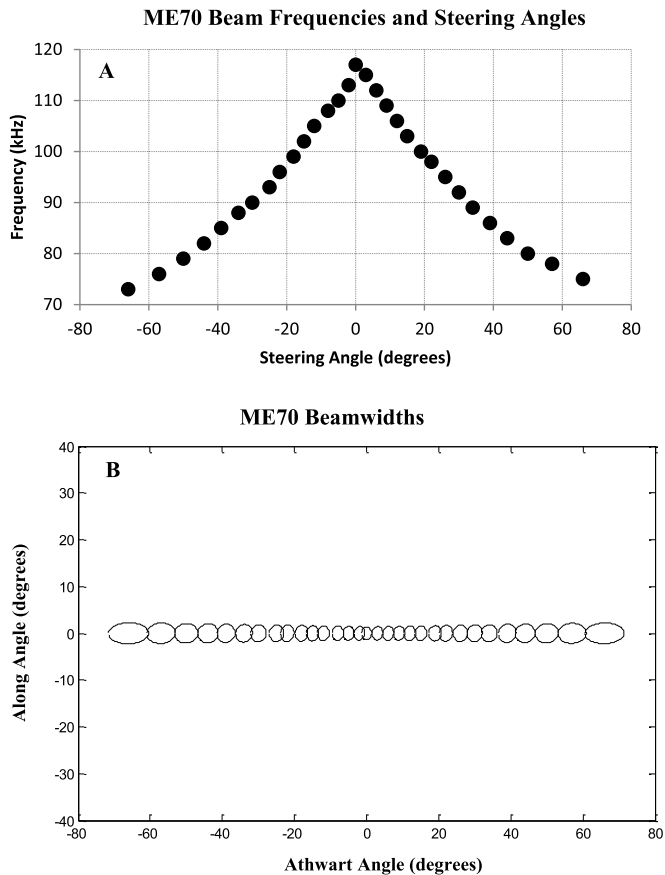 ME70 Beam Frequencies and Steering Angles
A
Frequency (kHz)
120
110
100
90
80
70
-80 -60 -40 -20 0 20 40 60 80
Steering Angle (degrees)
ME70 Beamwidths
B
Along Angle (degrees)
40
30
20
10
0
-10
-20
-30
-40
-80 -60 -40 -20 0 20 40 60 80
Athwart Angle (degrees)